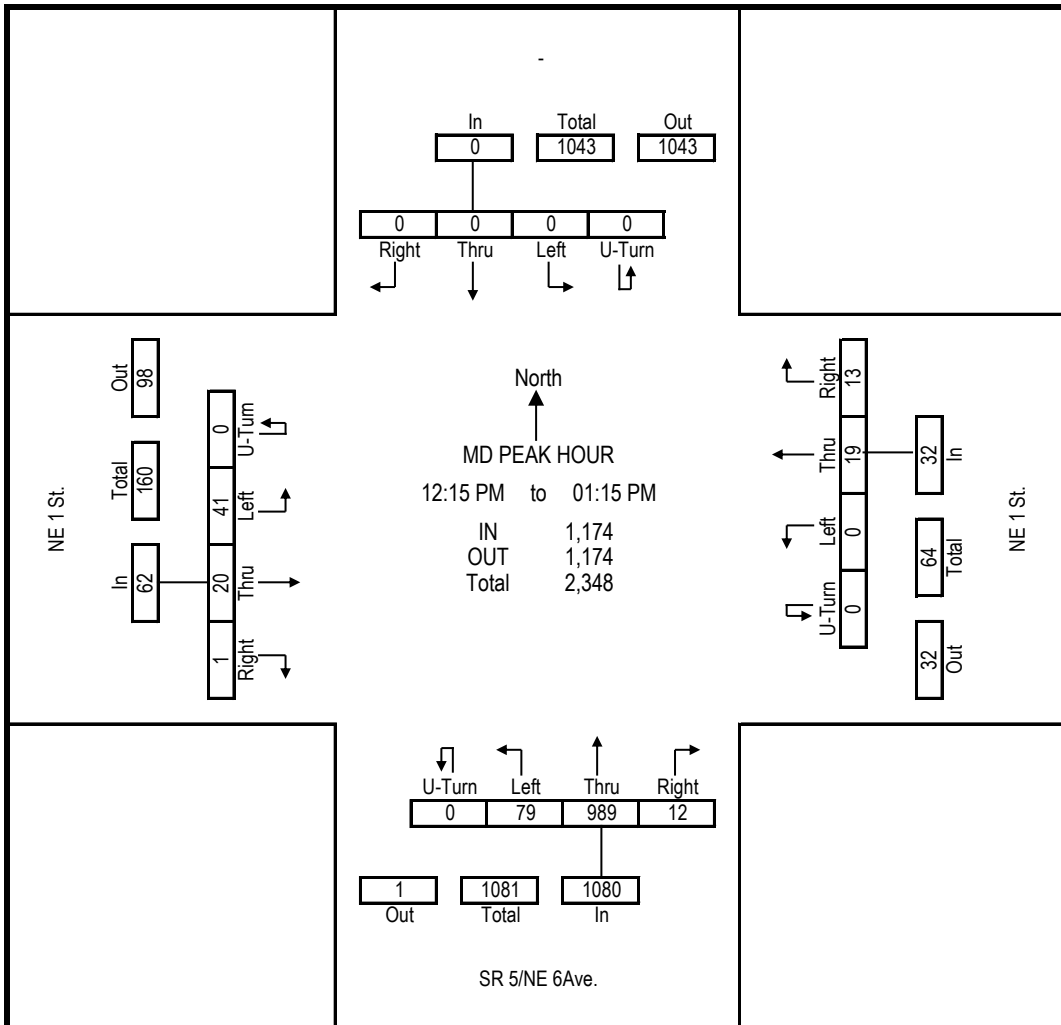 -
In Total Out
0 1043 1043
0 0 0 0
Right Thru Left U-Turn
NE 1 St.
Out Total In
98 160 62
0 41 20 1
U-Turn Left Thru Right
North
MD PEAK HOUR
12:15 PM to 01:15 PM
IN 1,174
OUT 1,174
Total 2,348
Right Thru Left U-Turn
13 19 0 0
32 64 32
In Total Out
NE 1 St.
U-Turn Left Thru Right
0 79 989 12
1 1081 1080
Out Total In
SR 5/NE 6Ave.